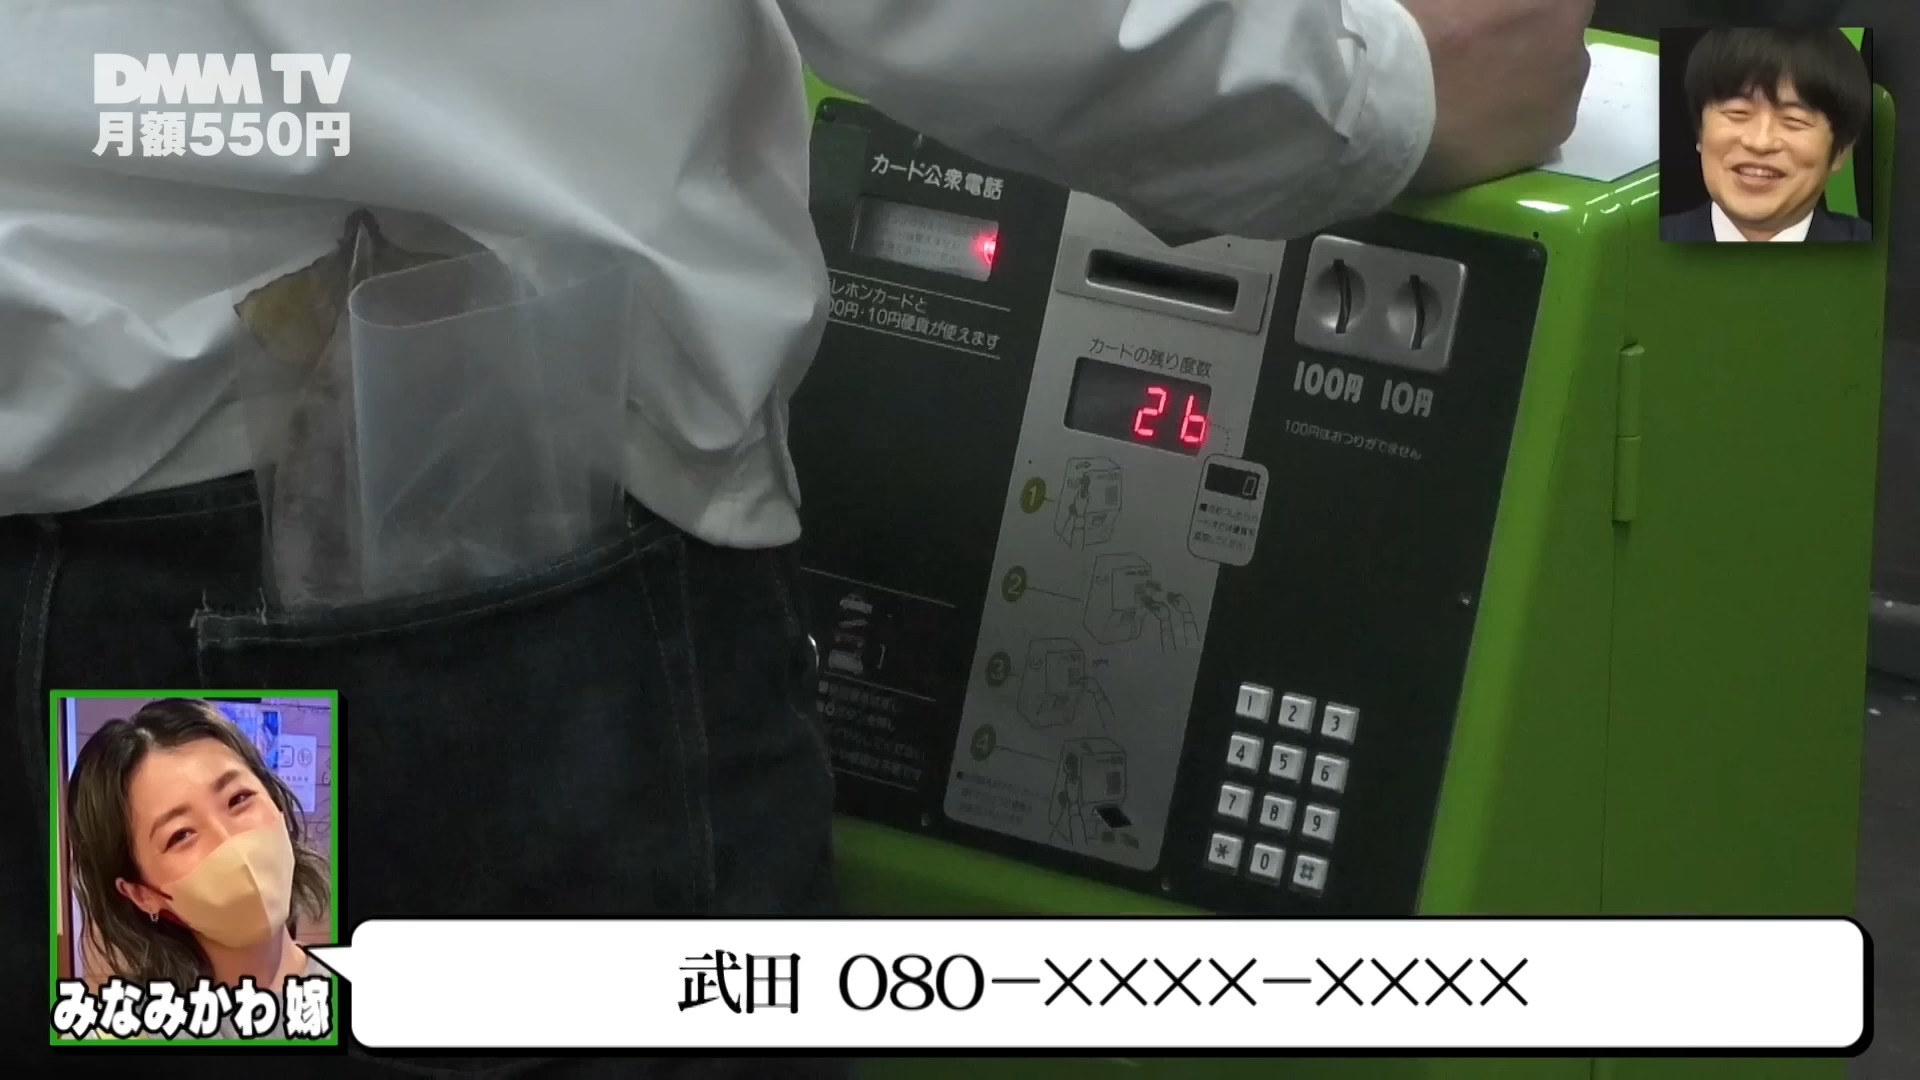 DMM TV
月額550円
カード公衆電話
レホンカードと
00円・10円硬貨が使えます
カードの残り度数
26
100円 10円
100円はおつりがでません
0
1
2
3
4
1 2 3
4 5 6
7 8 9
* 0 #
みなみかわ 嫁
武田 080-××××-××××